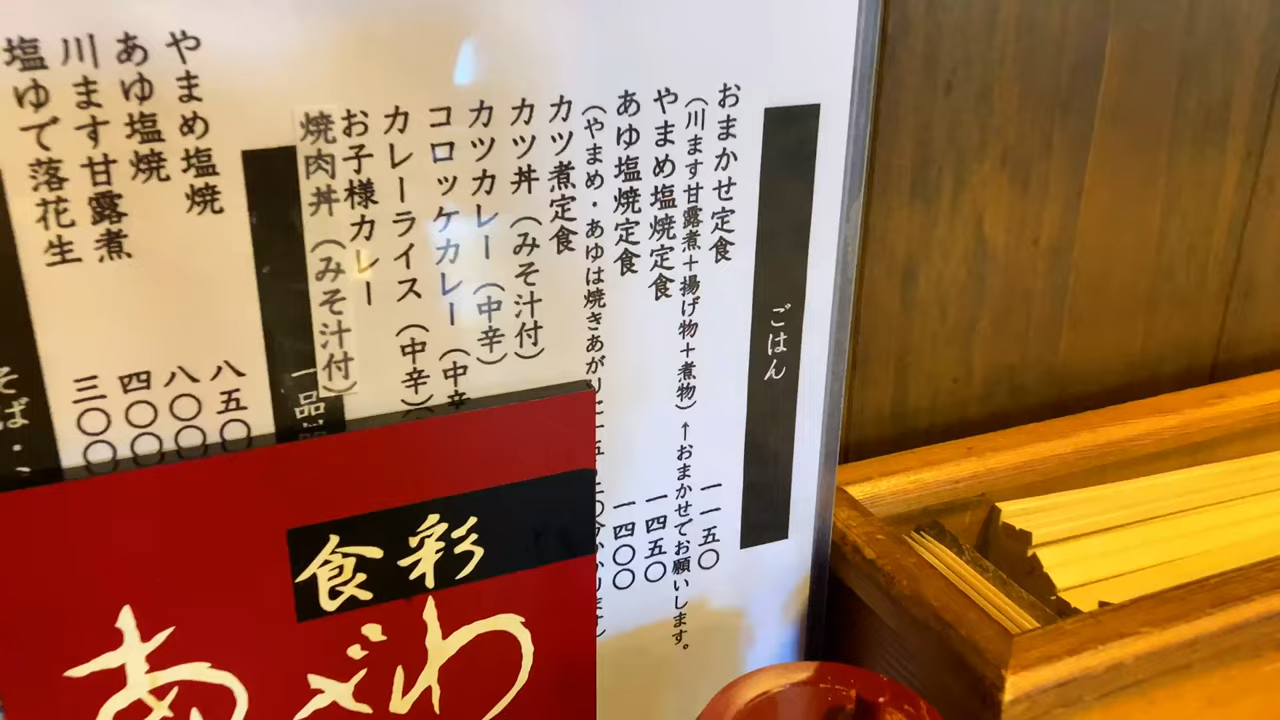 ごはん
おまかせ定食 一一五〇
(川ます甘露煮+揚げ物+煮物)↑おまかせでお願いします。
やまめ塩焼定食 一四五〇
あゆ塩焼定食 一四〇〇
(やまめ・あゆは焼きあがり
カツ煮定食
カツ丼(みそ汁付)
カツカレー(中辛)
コロッケカレー(中辛
カレーライス(中辛)
お子様カレー
焼肉丼(みそ汁付)
一品
やまめ塩焼 八五〇
あゆ塩焼 八〇〇
川ます甘露煮 四〇〇
塩ゆで落花生 三〇〇
そば・
食彩